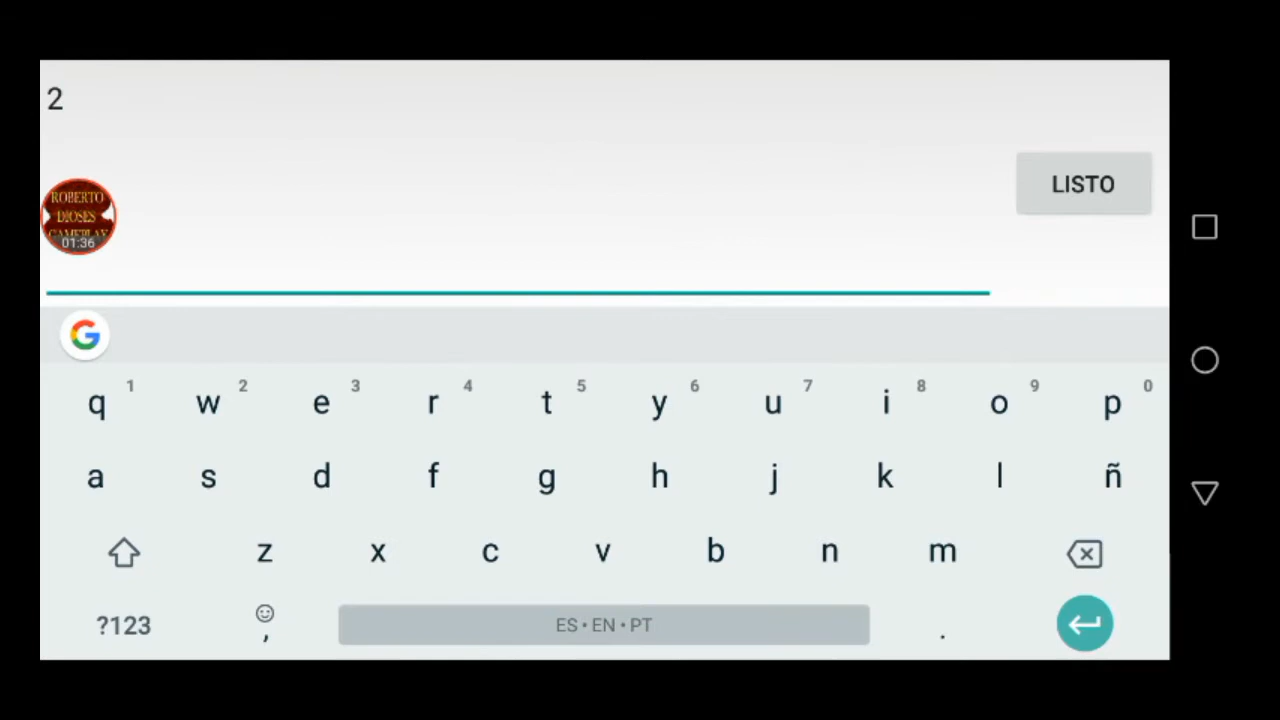 2
LISTO
ROBERTO
DIOSES
GAMEPLAY
01:36
G
q 1 w 2 e 3 r 4 t 5 y 6 u 7 i 8 o 9 p 0
a s d f g h j k l ñ
z x c v b n m
?123 , ES • EN • PT .